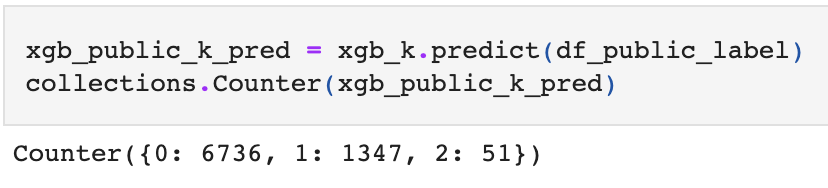 xgb_public_k_pred = xgb_k.predict(df_public_label)
collections.Counter(xgb_public_k_pred)
Counter({0: 6736, 1: 1347, 2: 51})